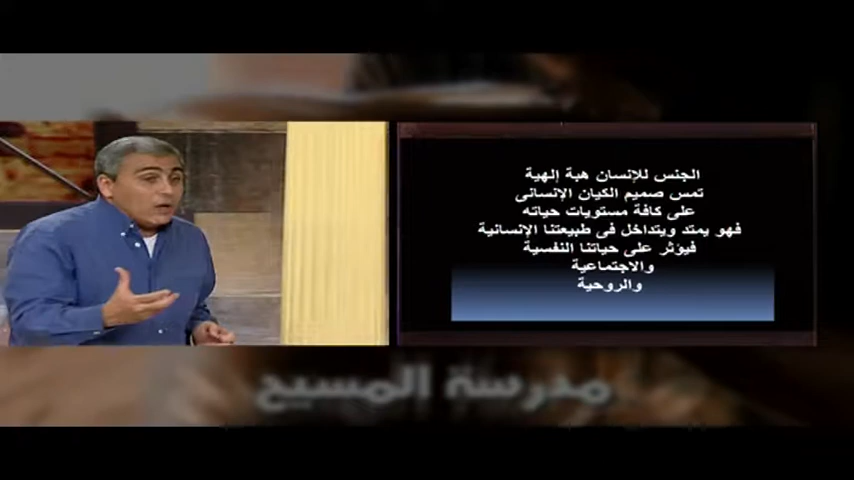 الجنس للإنسان هبة إلهية
تمس صميم الكيان الإنسانى
على كافة مستويات حياته
فهو يمتد ويتداخل فى طبيعتنا الإنسانية
فيؤثر على حياتنا النفسية
والاجتماعية
والروحية
مدرسة المسيح